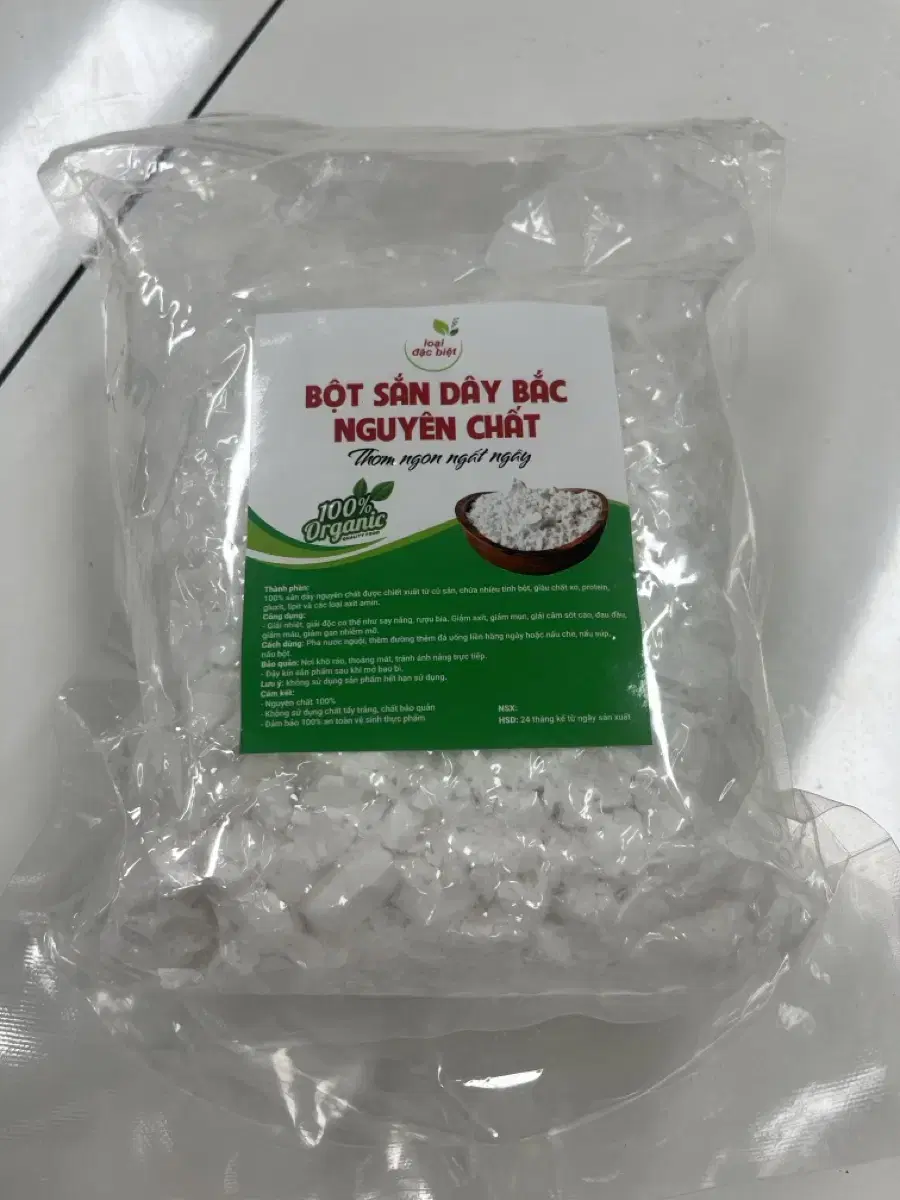 loại
đặc biệt
BỘT SẮN DÂY BẮC
NGUYÊN CHẤT
Thơm ngon ngất ngây
100%
Organic
QUALITY FOOD
Thành phần:
100% sắn dây nguyên chất được chiết xuất từ củ sắn, chứa nhiều tinh bột, giàu chất xơ, protein,
gluxit, lipit và các loại axit amin.
Công dụng:
- Giải nhiệt, giải độc cơ thể như say nắng, rượu bia. Giảm axit, giảm mụn, giải cảm sốt cao, đau đầu,
giảm máu, giảm gan nhiễm mỡ.
Cách dùng: Pha nước nguội, thêm đường thêm đá uống liền hàng ngày hoặc nấu chè, nấu súp,
nấu bột.
Bảo quản: Nơi khô ráo, thoáng mát, tránh ánh nắng trực tiếp.
- Đậy kín sản phẩm sau khi mở bao bì.
Lưu ý: không sử dụng sản phẩm hết hạn sử dụng.
Cam kết:
- Nguyên chất 100%
- Không sử dụng chất tẩy trắng, chất bảo quản
- Đảm bảo 100% an toàn vệ sinh thực phẩm
NSX:
HSD: 24 tháng kể từ ngày sản xuất